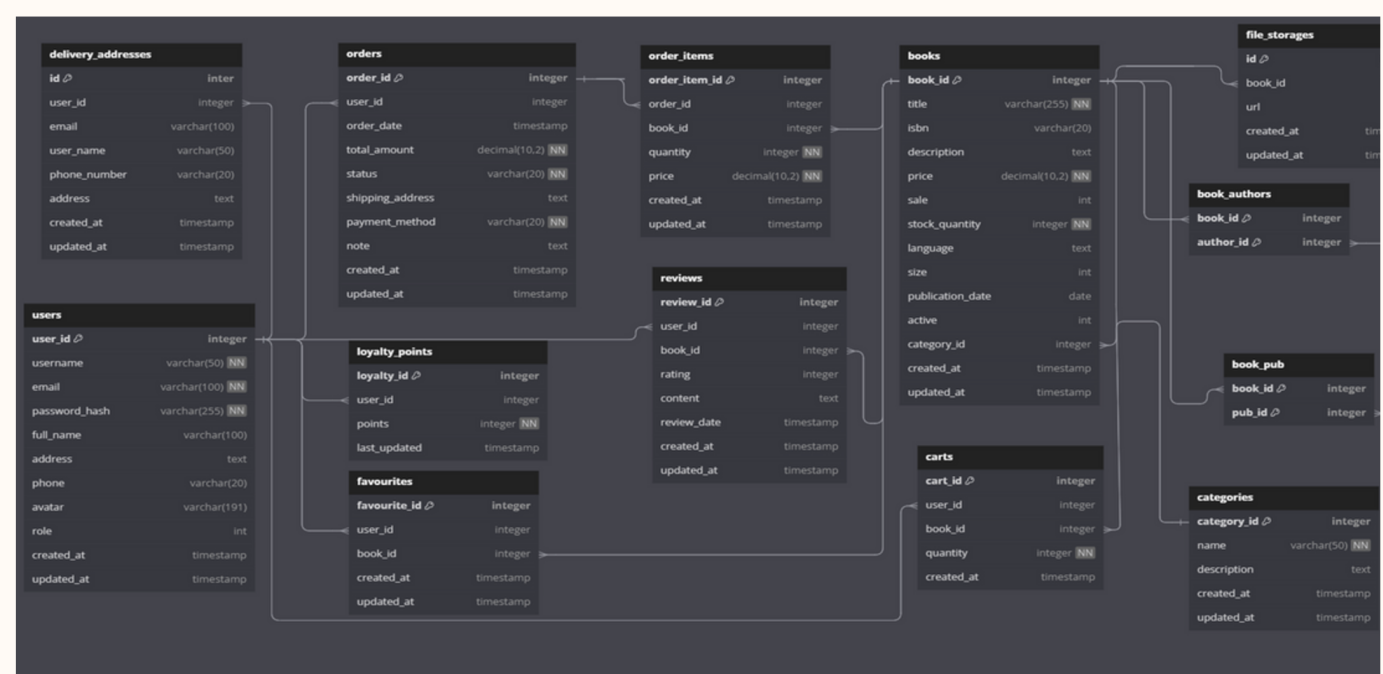 delivery_addresses
id inter
user_id integer
email varchar(100)
user_name varchar(50)
phone_number varchar(20)
address text
created_at timestamp
updated_at timestamp
users
user_id integer
username varchar(50) NN
email varchar(100) NN
password_hash varchar(255) NN
full_name varchar(100)
address text
phone varchar(20)
avatar varchar(191)
role int
created_at timestamp
updated_at timestamp
orders
order_id integer
user_id integer
order_date timestamp
total_amount decimal(10,2) NN
status varchar(20) NN
shipping_address text
payment_method varchar(20) NN
note text
created_at timestamp
updated_at timestamp
loyalty_points
loyalty_id integer
user_id integer
points integer NN
last_updated timestamp
favourites
favourite_id integer
user_id integer
book_id integer
created_at timestamp
updated_at timestamp
order_items
order_item_id integer
order_id integer
book_id integer
quantity integer NN
price decimal(10,2) NN
created_at timestamp
updated_at timestamp
reviews
review_id integer
user_id integer
book_id integer
rating integer
content text
review_date timestamp
created_at timestamp
updated_at timestamp
books
book_id integer
title varchar(255) NN
isbn varchar(20)
description text
price decimal(10,2) NN
sale int
stock_quantity integer NN
language text
size int
publication_date date
active int
category_id integer
created_at timestamp
updated_at timestamp
carts
cart_id integer
user_id integer
book_id integer
quantity integer NN
created_at timestamp
file_storages
id
book_id
url
created_at tim
updated_at tim
book_authors
book_id integer
author_id integer
book_pub
book_id integer
pub_id integer
categories
category_id integer
name varchar(50) NN
description text
created_at timestamp
updated_at timestamp